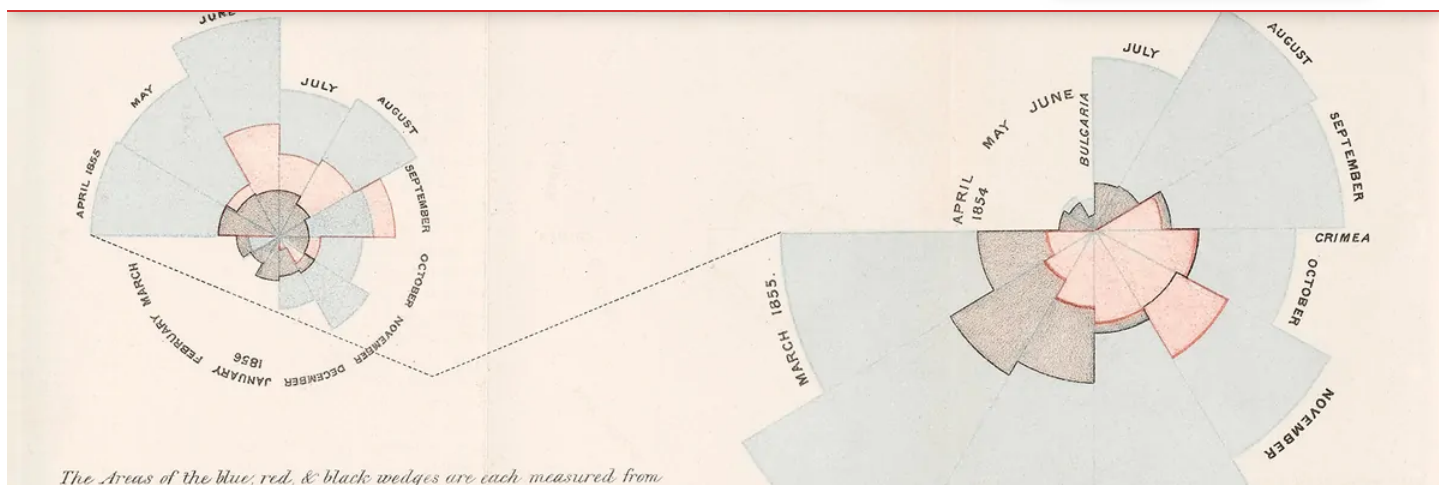 JUNE
JULY
AUGUST
SEPTEMBER
OCTOBER
NOVEMBER
DECEMBER
JANUARY
1856
FEBRUARY
MARCH
APRIL 1855
MAY
APRIL
1854
MAY
JUNE
BULGARIA
JULY
AUGUST
SEPTEMBER
CRIMEA
OCTOBER
NOVEMBER
MARCH 1855.
The Areas of the blue, red, & black wedges are each measured from